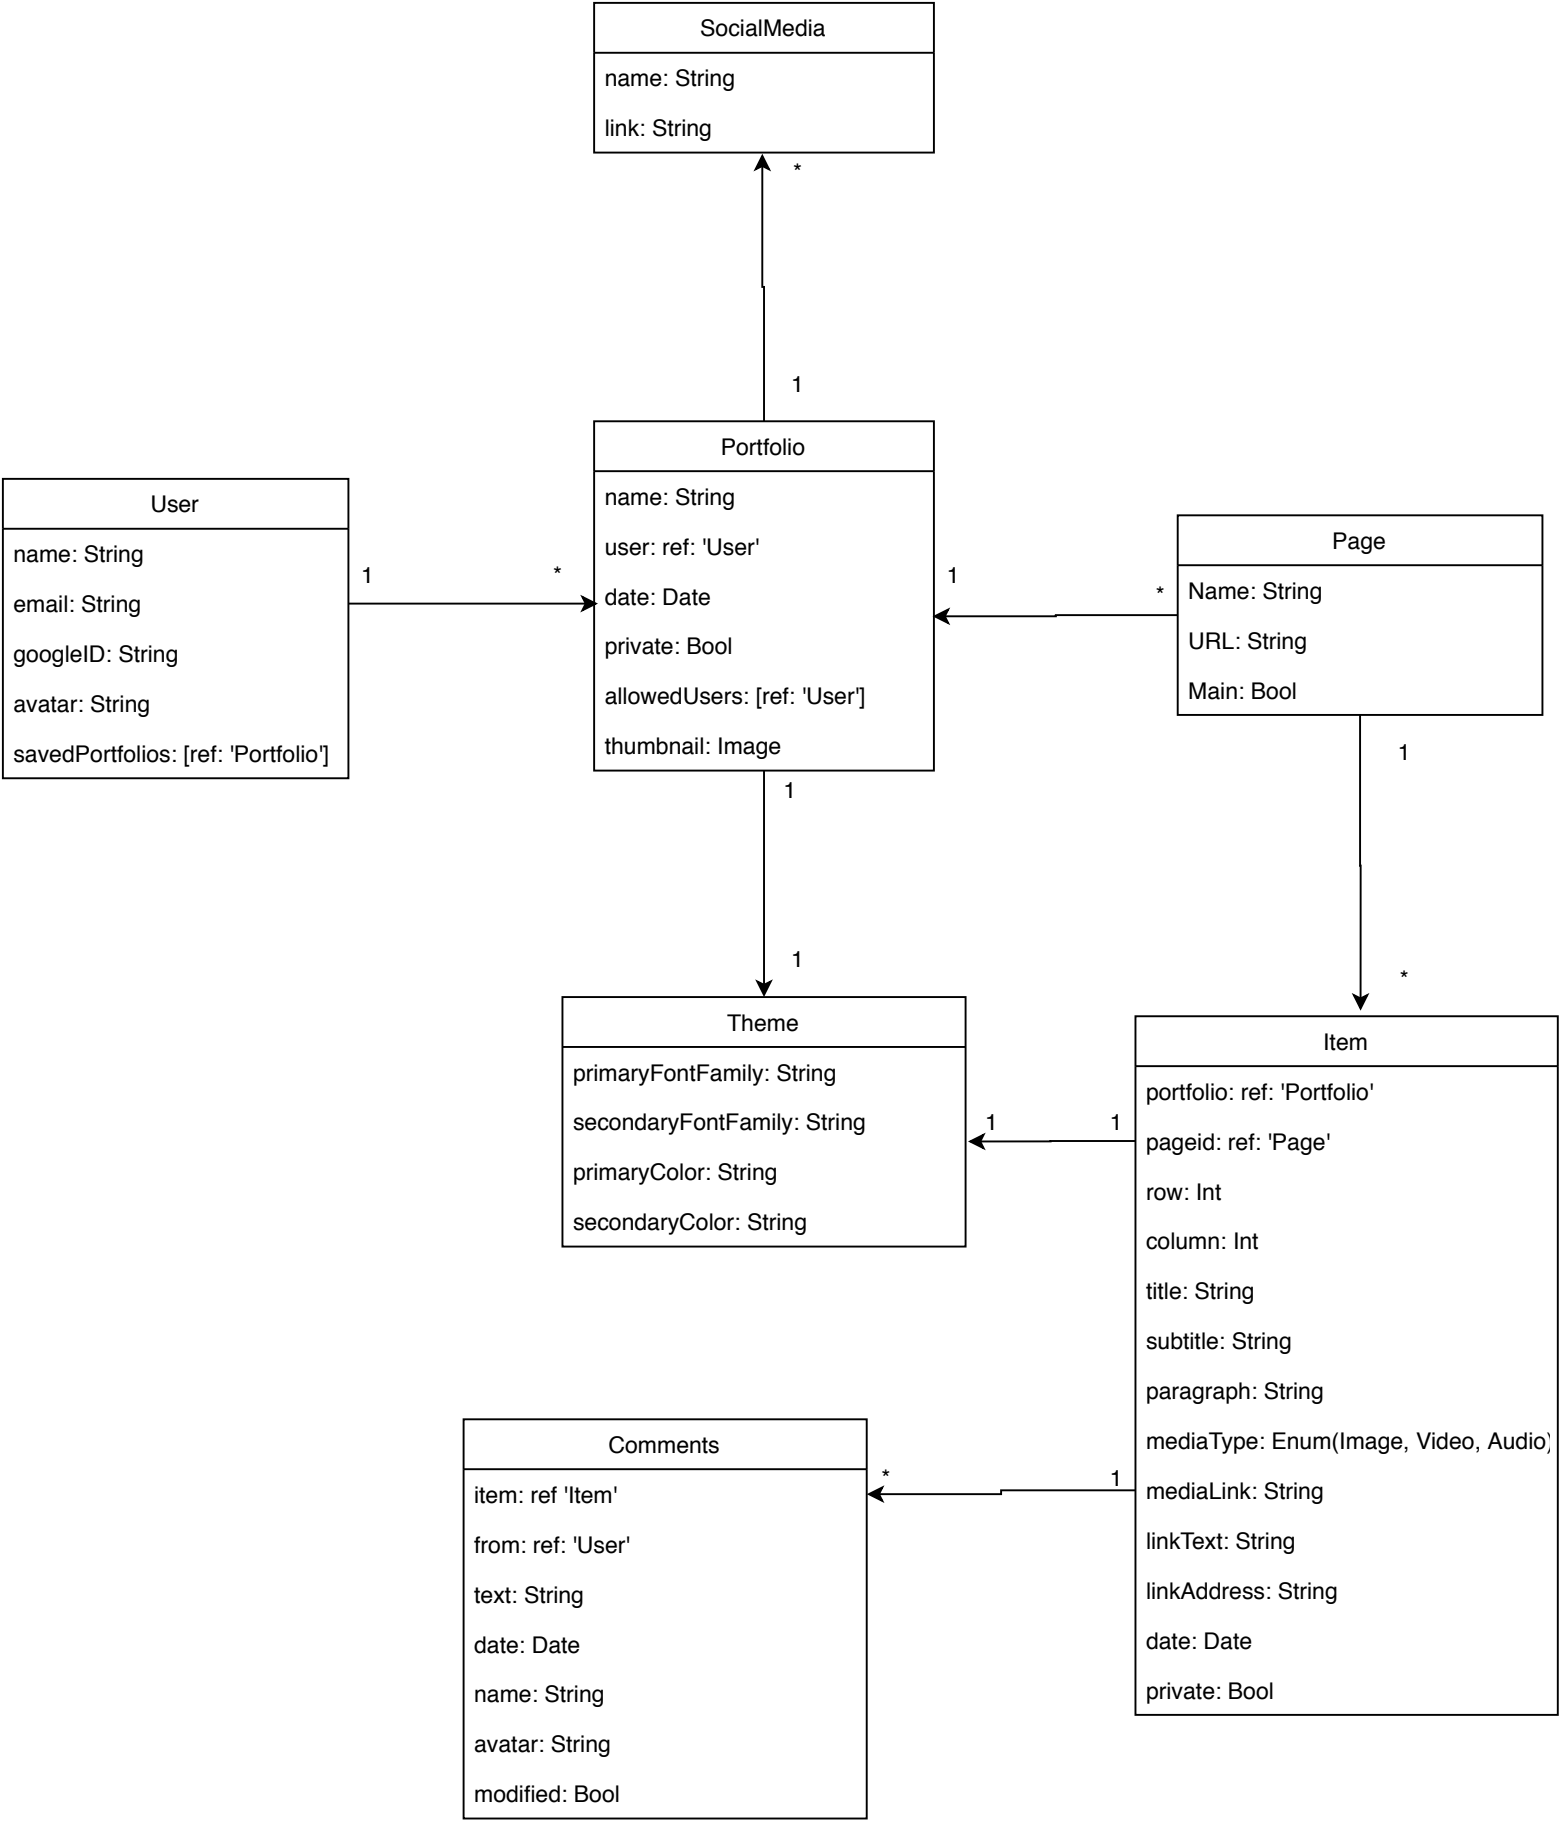 SocialMedia
name: String
link: String
*
1
Portfolio
name: String
user: ref: 'User'
date: Date
private: Bool
allowedUsers: [ref: 'User']
thumbnail: Image
User
name: String
email: String
googleID: String
avatar: String
savedPortfolios: [ref: 'Portfolio']
1
*
1
*
Page
Name: String
URL: String
Main: Bool
1
1
1
*
Theme
primaryFontFamily: String
secondaryFontFamily: String
primaryColor: String
secondaryColor: String
1
1
Item
portfolio: ref: 'Portfolio'
pageid: ref: 'Page'
row: Int
column: Int
title: String
subtitle: String
paragraph: String
mediaType: Enum(Image, Video, Audio)
mediaLink: String
linkText: String
linkAddress: String
date: Date
private: Bool
*
1
Comments
item: ref 'Item'
from: ref: 'User'
text: String
date: Date
name: String
avatar: String
modified: Bool